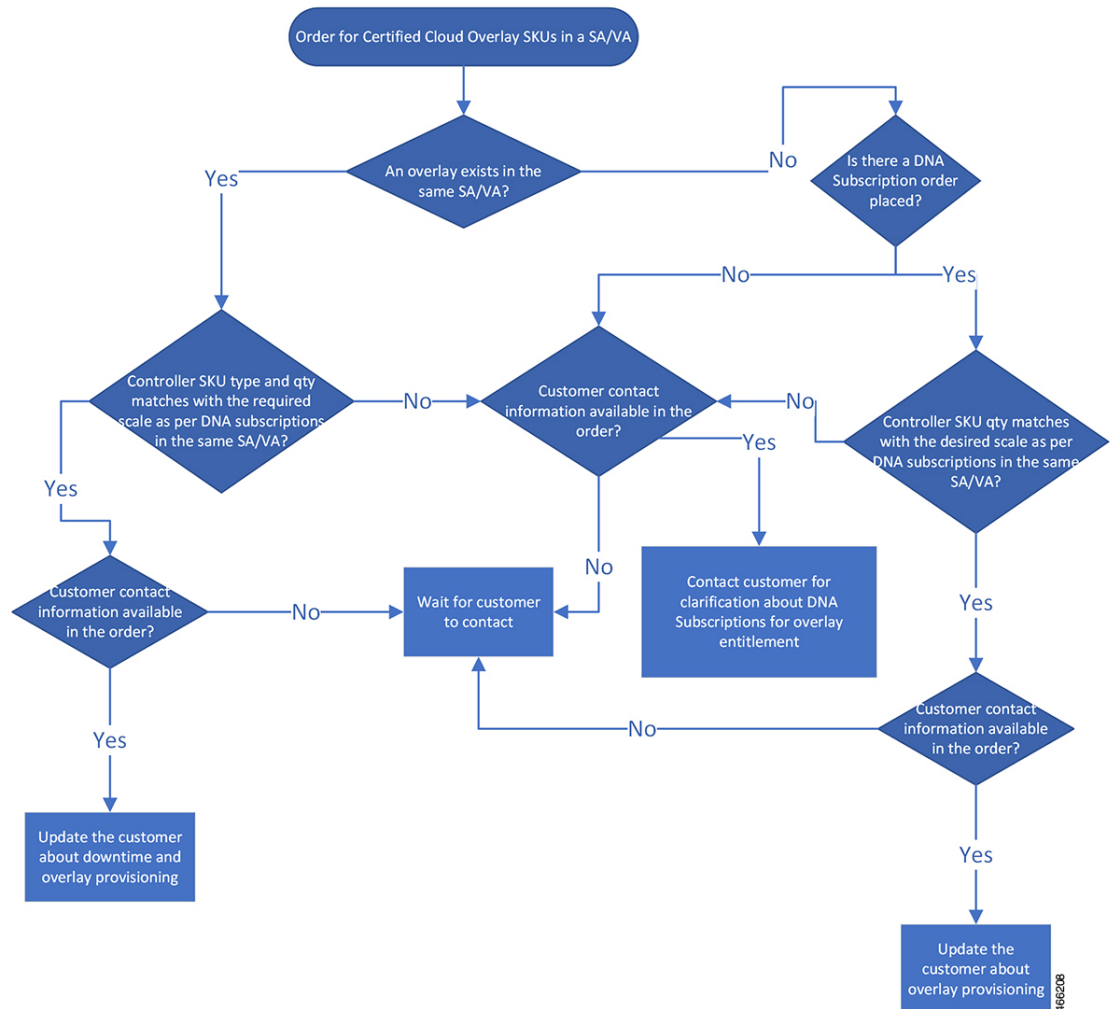 Order for Certified Cloud Overlay SKUs in a SA/VA
An overlay exists in the
same SA/VA?
Yes
No
Is there a DNA
Subscription order
placed?
No
Yes
Controller SKU type and qty
matches with the required
scale as per DNA subscriptions
in the same SA/VA?
No
Customer contact
information available in the
order?
No
Controller SKU qty matches
with the desired scale as per
DNA subscriptions in the same
SA/VA?
Yes
Yes
No
Yes
Customer contact
information available
in the order?
No
Wait for customer
to contact
Contact customer for
clarification about DNA
Subscriptions for overlay
entitlement
Customer contact
information available
in the order?
No
Yes
Yes
Update the customer
about downtime and
overlay provisioning
Update the
customer about
overlay provisioning
466208